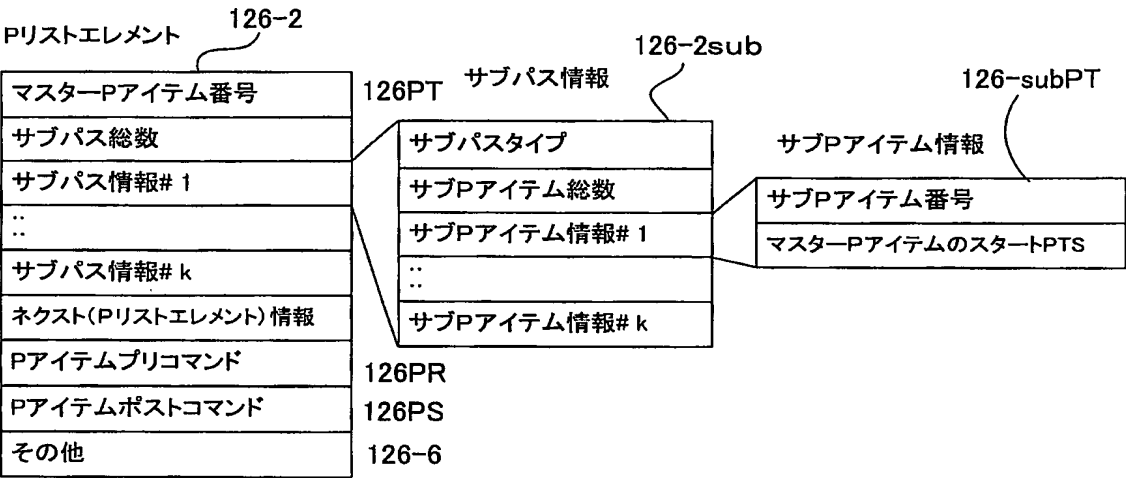 Pリストエレメント
126-2
マスターPアイテム番号
126PT
サブパス総数
サブパス情報#1
::
サブパス情報#k
ネクスト(Pリストエレメント)情報
Pアイテムプリコマンド
126PR
Pアイテムポストコマンド
126PS
その他
126-6
サブパス情報
126-2sub
サブパスタイプ
サブPアイテム総数
サブPアイテム情報#1
::
サブPアイテム情報#k
126-subPT
サブPアイテム情報
サブPアイテム番号
マスターPアイテムのスタートPTS